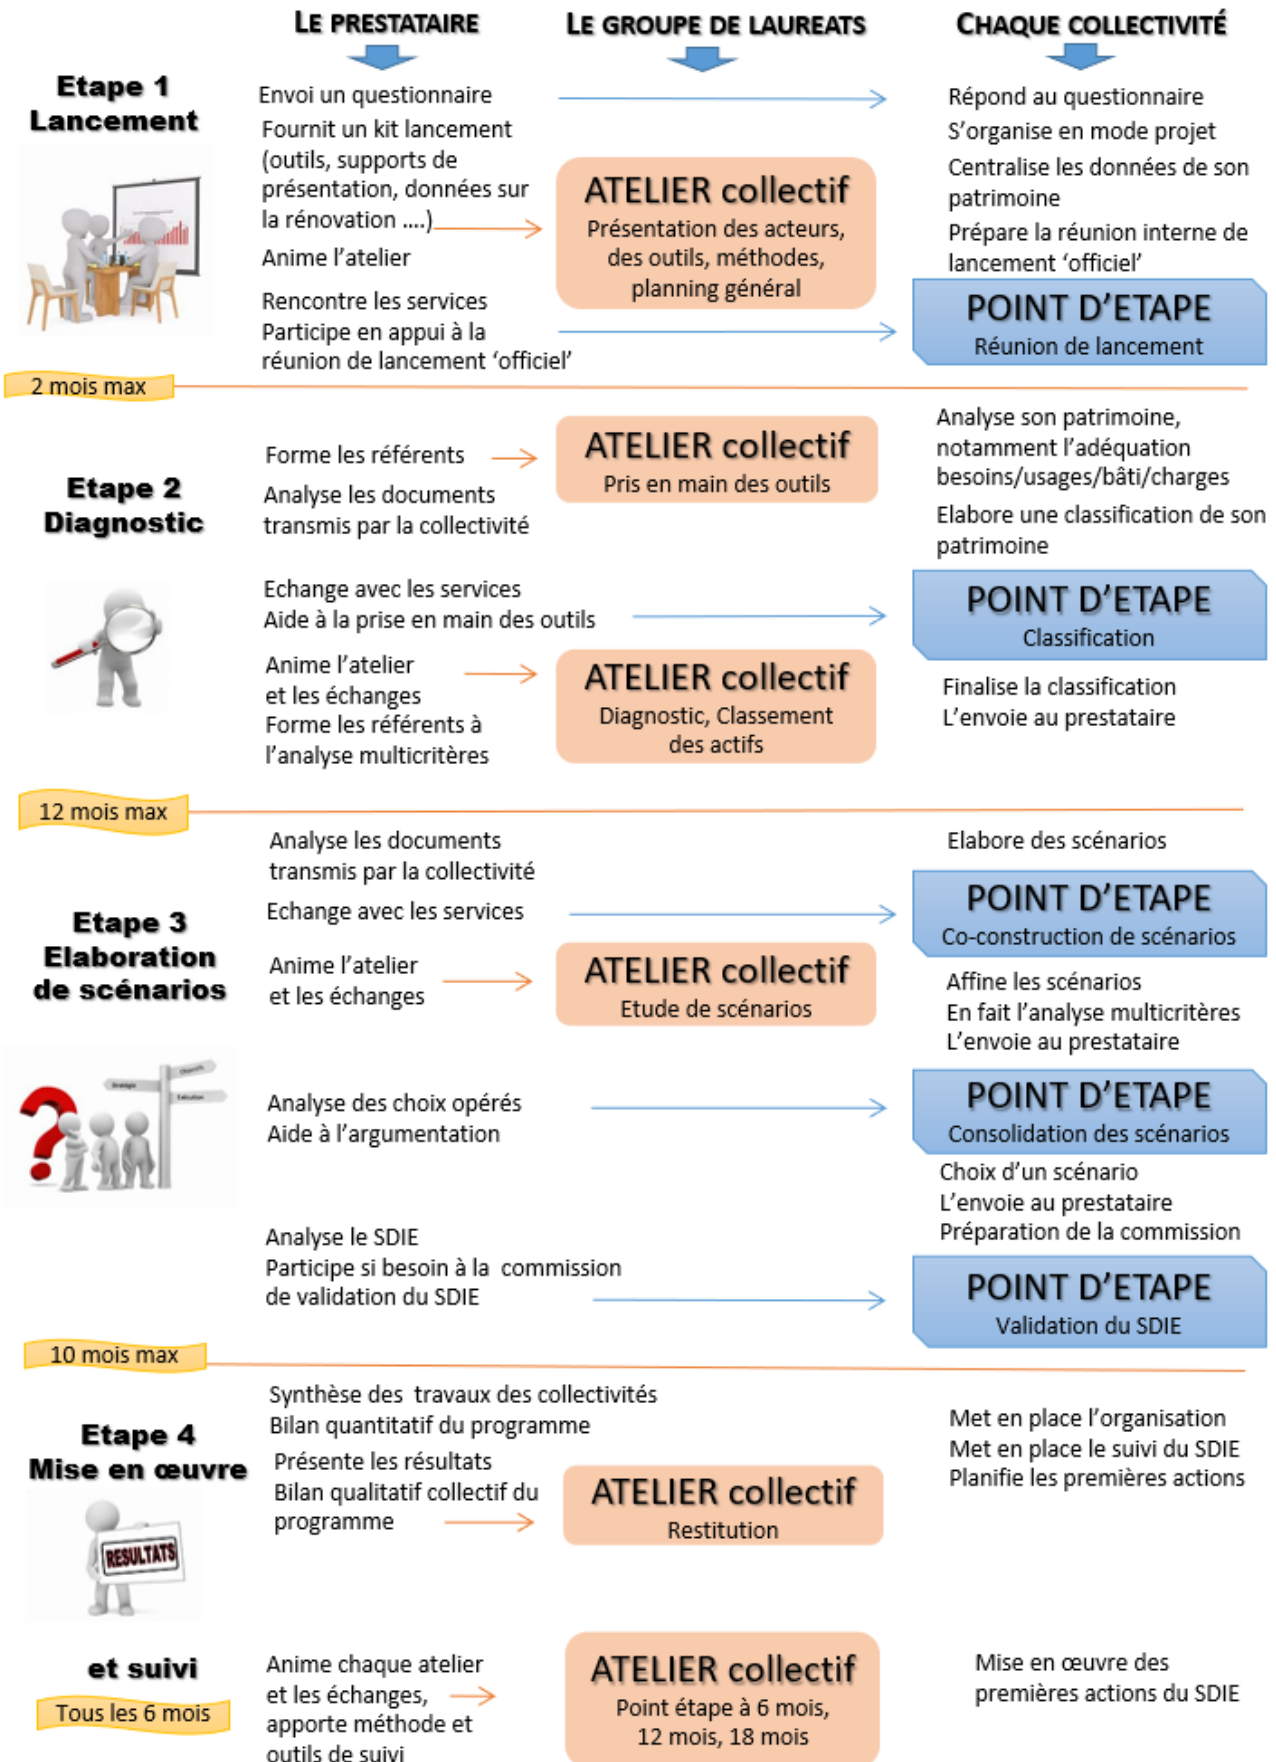 LE PRESTATAIRE
LE GROUPE DE LAUREATS
CHAQUE COLLECTIVITÉ
Etape 1
Lancement
Envoi un questionnaire
Fournit un kit lancement
(outils, supports de
présentation, données sur
la rénovation ....)
Anime l'atelier
Rencontre les services
Participe en appui à la
réunion de lancement 'officiel'
ATELIER collectif
Présentation des acteurs,
des outils, méthodes,
planning général
Répond au questionnaire
S'organise en mode projet
Centralise les données de son
patrimoine
Prépare la réunion interne de
lancement 'officiel'
POINT D'ETAPE
Réunion de lancement
2 mois max
Etape 2
Diagnostic
Forme les référents
Analyse les documents
transmis par la collectivité
Echange avec les services
Aide à la prise en main des outils
Anime l'atelier
et les échanges
Forme les référents à
l'analyse multicritères
ATELIER collectif
Pris en main des outils
ATELIER collectif
Diagnostic, Classement
des actifs
Analyse son patrimoine,
notamment l'adéquation
besoins/usages/bâti/charges
Elabore une classification de son
patrimoine
POINT D'ETAPE
Classification
Finalise la classification
L'envoie au prestataire
12 mois max
Etape 3
Elaboration
de scénarios
Stratégie
Objectifs
Exécution
Analyse les documents
transmis par la collectivité
Echange avec les services
Anime l'atelier
et les échanges
Analyse des choix opérés
Aide à l'argumentation
Analyse le SDIE
Participe si besoin à la commission
de validation du SDIE
ATELIER collectif
Etude de scénarios
Elabore des scénarios
POINT D'ETAPE
Co-construction de scénarios
Affine les scénarios
En fait l'analyse multicritères
L'envoie au prestataire
POINT D'ETAPE
Consolidation des scénarios
Choix d'un scénario
L'envoie au prestataire
Préparation de la commission
POINT D'ETAPE
Validation du SDIE
10 mois max
Etape 4
Mise en œuvre
RESULTATS
Synthèse des travaux des collectivités
Bilan quantitatif du programme
Présente les résultats
Bilan qualitatif collectif du
programme
ATELIER collectif
Restitution
Met en place l'organisation
Met en place le suivi du SDIE
Planifie les premières actions
et suivi
Tous les 6 mois
Anime chaque atelier
et les échanges,
apporte méthode et
outils de suivi
ATELIER collectif
Point étape à 6 mois,
12 mois, 18 mois
Mise en œuvre des
premières actions du SDIE